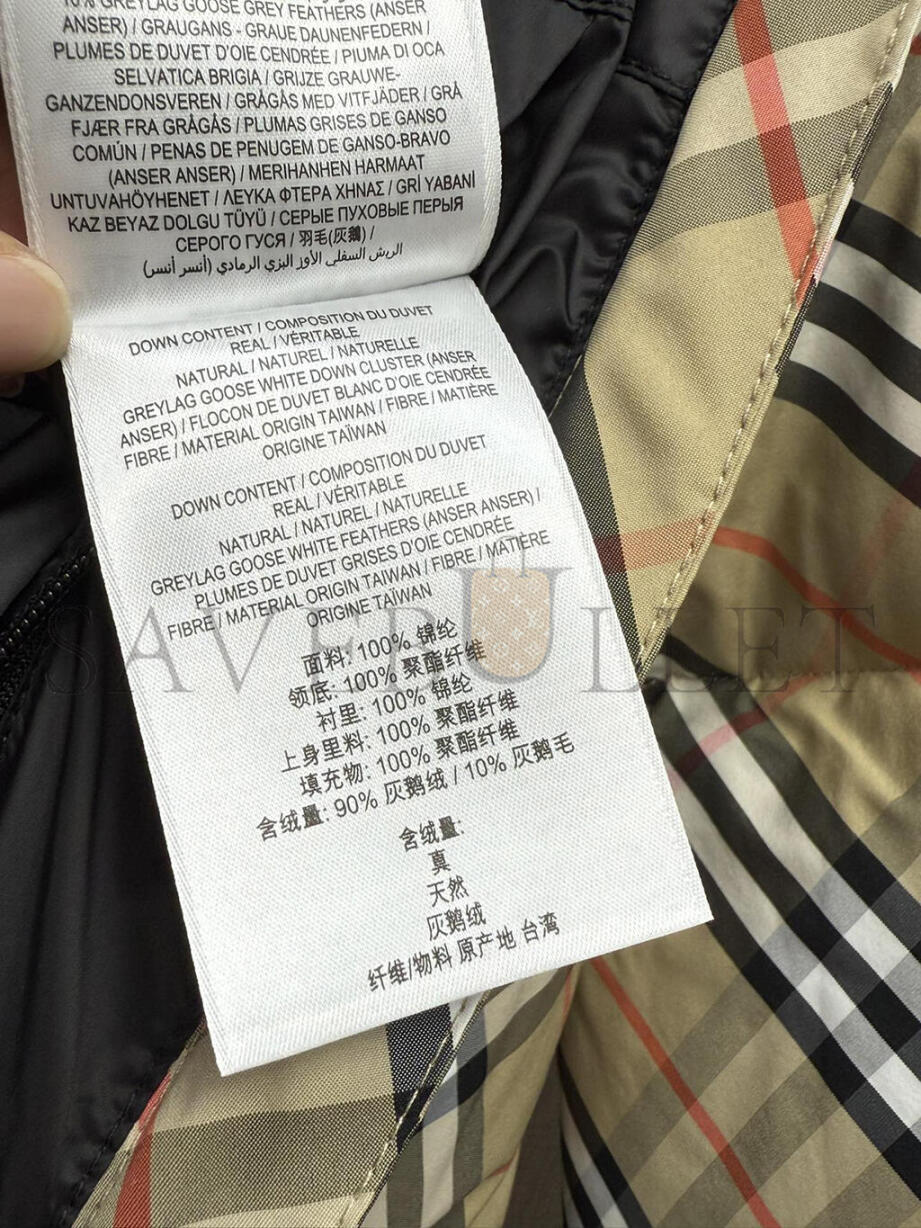 10% GREYLAG GOOSE GREY FEATHERS (ANSER
ANSER) / GRAUGANS - GRAUE DAUNENFEDERN /
PLUMES DE DUVET D'OIE CENDRÉE / PIUMA DI OCA
SELVATICA BRIGIA / GRIJZE GRAUWE-
GANZENDONSVEREN / GRÅGÅS MED VITFJÄDER / GRÅ
FJÆR FRA GRÅGÅS / PLUMAS GRISES DE GANSO
COMÚN / PENAS DE PENUGEM DE GANSO-BRAVO
(ANSER ANSER) / MERIHANHEN HARMAAT
UNTUVAHÖYHENET / ΛΕΥΚΑ ΦΤΕΡΑ ΧΗΝΑΣ / GRİ YABANİ
KAZ BEYAZ DOLGU TÜYÜ / СЕРЫЕ ПУХОВЫЕ ПЕРЬЯ
СЕРОГО ГУСЯ / 羽毛(灰鵝) /
الريش السفلي الأوز البزي الرمادي (أنسر أنسر)
DOWN CONTENT / COMPOSITION DU DUVET
REAL / VÉRITABLE
NATURAL / NATUREL / NATURELLE
GREYLAG GOOSE WHITE DOWN CLUSTER (ANSER
ANSER) / FLOCON DE DUVET BLANC D'OIE CENDRÉE
FIBRE / MATERIAL ORIGIN TAIWAN / FIBRE / MATIÈRE
ORIGINE TAÏWAN
DOWN CONTENT / COMPOSITION DU DUVET
REAL / VÉRITABLE
NATURAL / NATUREL / NATURELLE
GREYLAG GOOSE WHITE FEATHERS (ANSER ANSER) /
PLUMES DE DUVET GRISES D'OIE CENDRÉE
FIBRE / MATERIAL ORIGIN TAIWAN / FIBRE / MATIÈRE
ORIGINE TAÏWAN
面料: 100% 锦纶
领底: 100% 聚酯纤维
衬里: 100% 锦纶
上身里料: 100% 聚酯纤维
填充物: 100% 聚酯纤维
含绒量: 90% 灰鹅绒 / 10% 灰鹅毛
含绒量:
真
天然
灰鹅绒
纤维/物料 原产地 台湾
SAVEBULLET